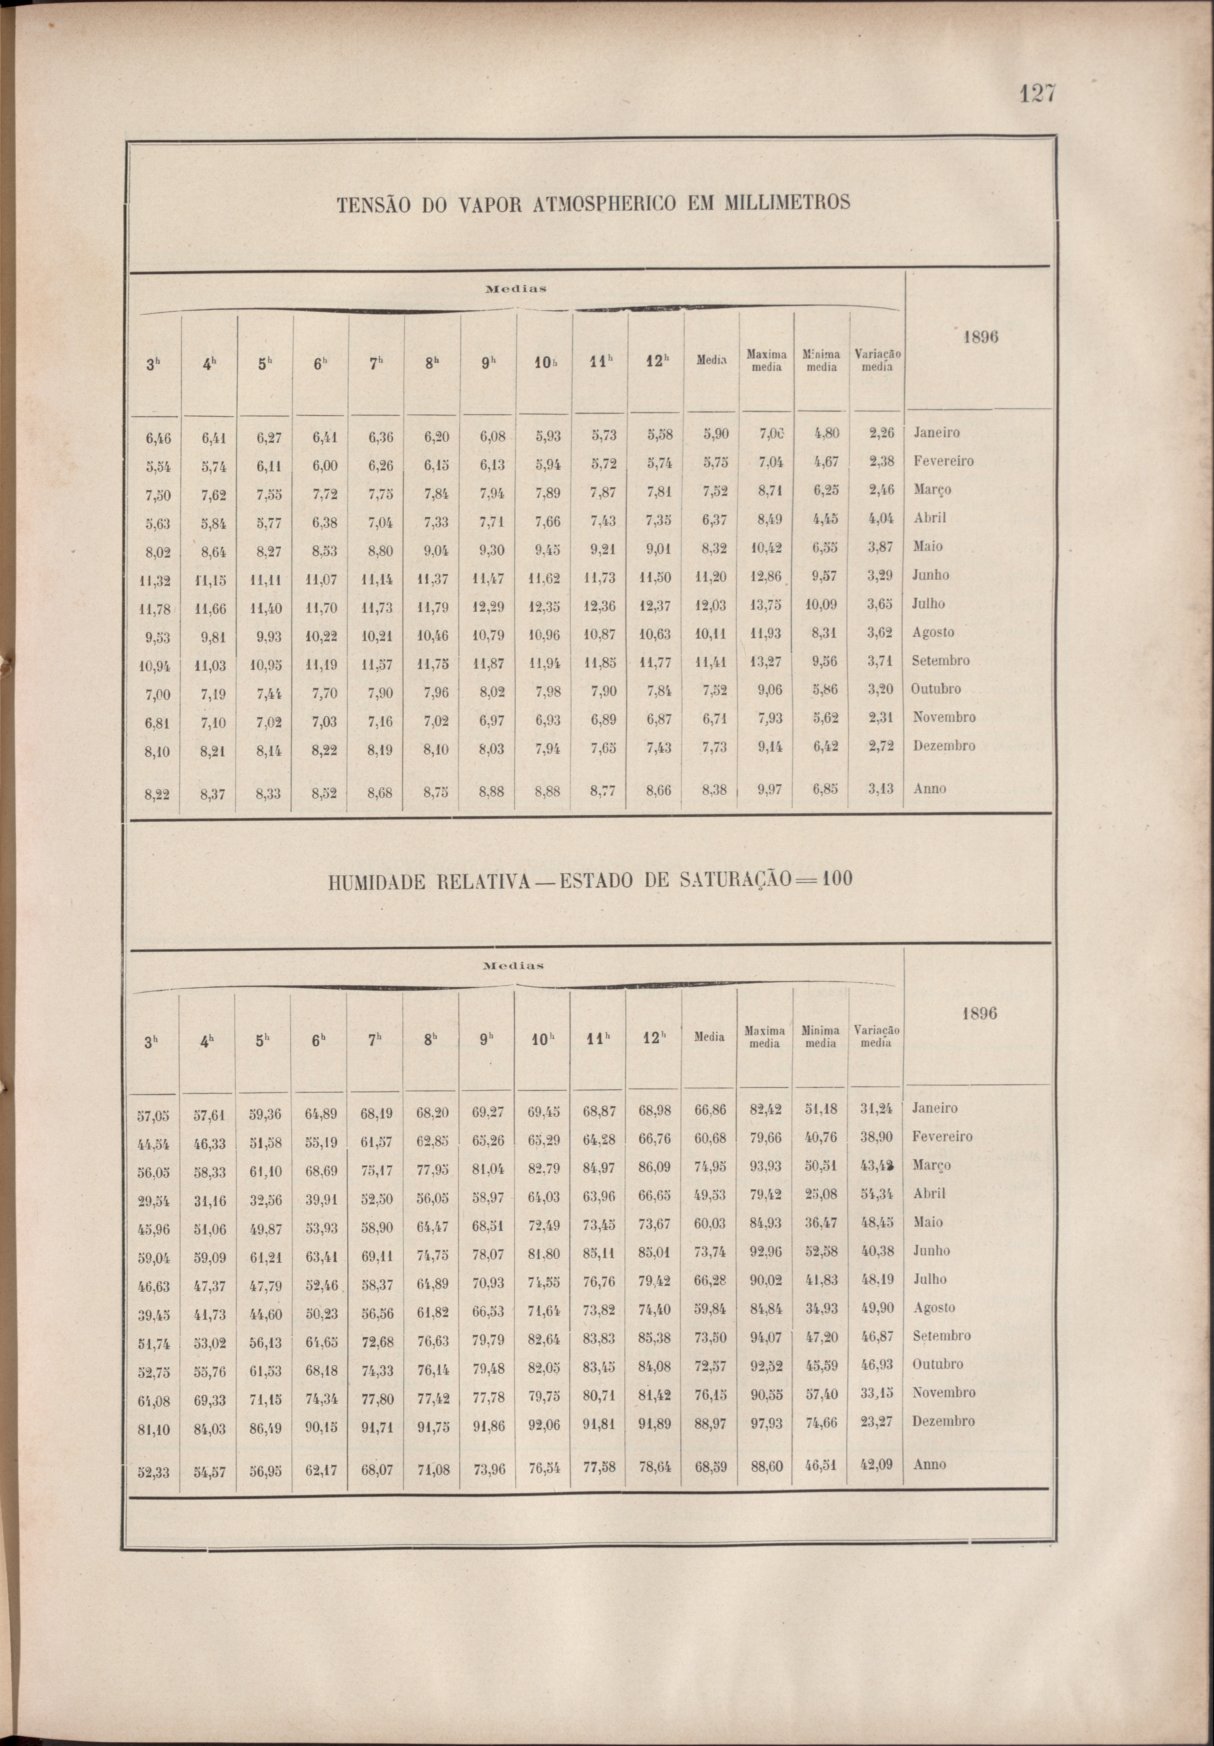 127
TENSÃO DO VAPOR ATMOSPHERICO EM MILLIMETROS
Medias
1896
3h 4h 5h 6h 7h 8h 9h 10h 11h 12h Media Maxima media Minima media Variação media
6,46 6,41 6,27 6,41 6,36 6,20 6,08 5,93 5,73 5,58 5,90 7,06 4,80 2,26 Janeiro
5,54 5,74 6,11 6,00 6,26 6,15 6,13 5,94 5,72 5,74 5,75 7,04 4,67 2,38 Fevereiro
7,50 7,62 7,55 7,72 7,75 7,84 7,94 7,89 7,87 7,81 7,52 8,71 6,25 2,46 Março
5,63 5,84 5,77 6,38 7,04 7,33 7,71 7,66 7,43 7,35 6,37 8,49 4,45 4,04 Abril
8,02 8,64 8,27 8,53 8,80 9,04 9,30 9,45 9,21 9,01 8,32 10,42 6,55 3,87 Maio
11,32 11,15 11,11 11,07 11,14 11,37 11,47 11,62 11,73 11,50 11,20 12,86 9,57 3,29 Junho
11,78 11,66 11,40 11,70 11,73 11,79 12,29 12,35 12,36 12,37 12,03 13,75 10,09 3,65 Julho
9,53 9,81 9,93 10,22 10,21 10,46 10,79 10,96 10,87 10,63 10,11 11,93 8,31 3,62 Agosto
10,94 11,03 10,95 11,19 11,57 11,75 11,87 11,94 11,85 11,77 11,41 13,27 9,56 3,71 Setembro
7,00 7,19 7,44 7,70 7,90 7,96 8,02 7,98 7,90 7,84 7,52 9,06 5,86 3,20 Outubro
6,81 7,10 7,02 7,03 7,16 7,02 6,97 6,93 6,89 6,87 6,71 7,93 5,62 2,31 Novembro
8,10 8,21 8,14 8,22 8,19 8,10 8,03 7,94 7,65 7,43 7,73 9,14 6,42 2,72 Dezembro
8,22 8,37 8,33 8,52 8,68 8,75 8,88 8,88 8,77 8,66 8,38 9,97 6,85 3,13 Anno
HUMIDADE RELATIVA — ESTADO DE SATURAÇÃO = 100
Medias
1896
3h 4h 5h 6h 7h 8h 9h 10h 11h 12h Media Maxima media Minima media Variação media
57,05 57,61 59,36 64,89 68,19 68,20 69,27 69,45 68,87 68,98 66,86 82,42 51,18 31,24 Janeiro
44,54 46,33 51,58 55,19 61,57 62,85 65,26 65,29 64,28 66,76 60,68 79,66 40,76 38,90 Fevereiro
56,05 58,33 61,10 68,69 75,17 77,95 81,04 82,79 84,97 86,09 74,95 93,93 50,51 43,42 Março
29,54 31,16 32,56 39,91 52,50 56,05 58,97 64,03 63,96 66,65 49,53 79,42 25,08 54,34 Abril
45,96 51,06 49,87 53,93 58,90 64,47 68,51 72,49 73,45 73,67 60,03 84,93 36,47 48,45 Maio
59,04 59,09 61,21 63,41 69,11 74,75 78,07 81,80 85,11 85,01 73,74 92,96 52,58 40,38 Junho
46,63 47,37 47,79 52,46 58,37 64,89 70,93 74,55 76,76 79,42 66,28 90,02 41,83 48,19 Julho
39,45 41,73 44,60 50,23 56,56 61,82 66,53 71,64 73,82 74,40 59,84 84,84 34,93 49,90 Agosto
51,74 53,02 56,13 64,65 72,68 76,63 79,79 82,64 83,83 85,38 73,50 94,07 47,20 46,87 Setembro
52,75 55,76 61,53 68,18 74,33 76,14 79,48 82,05 83,45 84,08 72,57 92,52 45,59 46,93 Outubro
64,08 69,33 71,15 74,34 77,80 77,42 77,78 79,75 80,71 81,42 76,15 90,55 57,40 33,15 Novembro
81,10 84,03 86,49 90,15 91,71 91,75 91,86 92,06 91,81 91,89 88,97 97,93 74,66 23,27 Dezembro
52,33 54,57 56,95 62,17 68,07 71,08 73,96 76,54 77,58 78,64 68,59 88,60 46,51 42,09 Anno